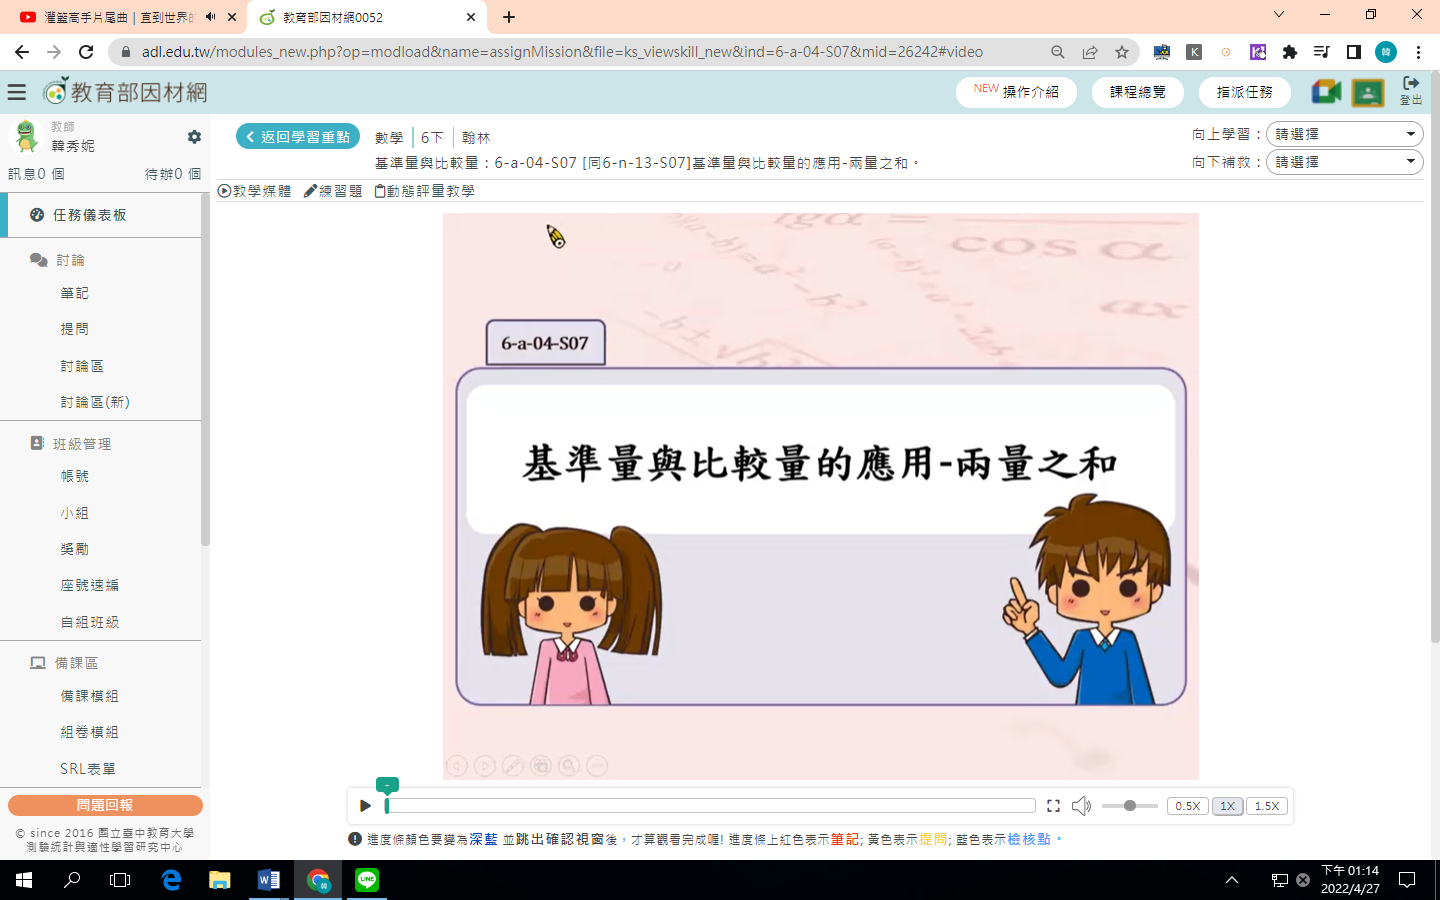 灌籃高手片尾曲 | 直到世界的
教育部因材網0052
adl.edu.tw/modules_new.php?op=modload&name=assignMission&file=ks_viewskill_new&ind=6-a-04-S07&mid=26242#video
教育部因材網
NEW 操作介紹
課程總覽
指派任務
登出
教師
韓秀妮
訊息0 個
待辦0 個
返回學習重點
數學 6下 翰林
基準量與比較量：6-a-04-S07 [同6-n-13-S07]基準量與比較量的應用-兩量之和。
向上學習： 請選擇
向下補救： 請選擇
教學媒體 練習題 動態評量教學
任務儀表板
討論
筆記
提問
討論區
討論區(新)
班級管理
帳號
小組
獎勵
座號速編
自組班級
備課區
備課模組
組卷模組
SRL表單
問題回報
© since 2016 國立臺中教育大學
測驗統計與適性學習研究中心
cos α
6-a-04-S07
基準量與比較量的應用-兩量之和
0.5X 1X 1.5X
進度條顏色要變為深藍 並跳出確認視窗後，才算觀看完成喔! 進度條上紅色表示筆記; 黃色表示提問; 藍色表示檢核點。
下午 01:14
2022/4/27